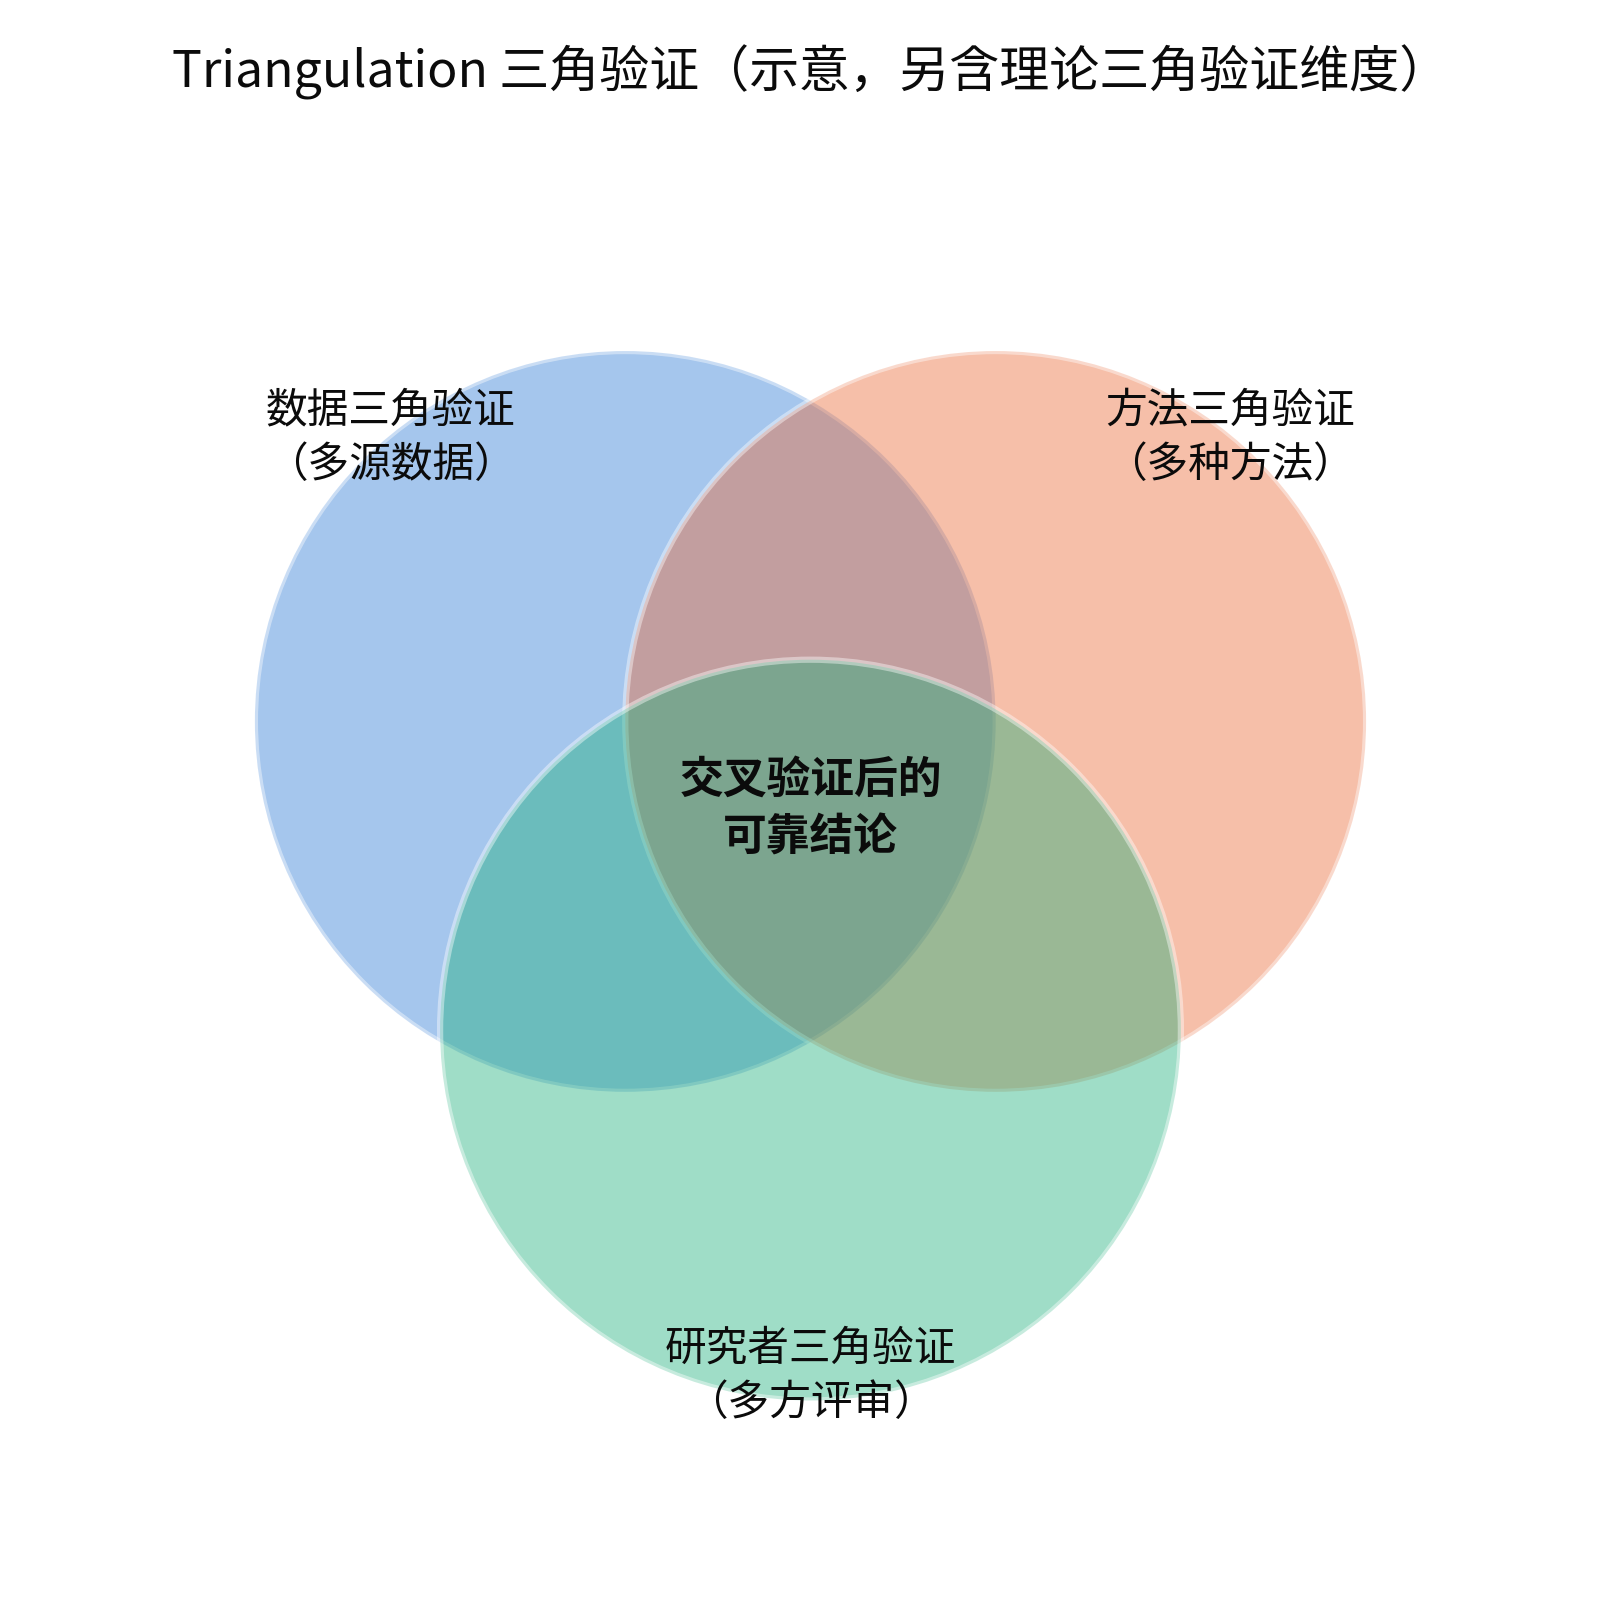 Triangulation 三角验证（示意，另含理论三角验证维度）
数据三角验证
（多源数据）
方法三角验证
（多种方法）
交叉验证后的
可靠结论
研究者三角验证
（多方评审）